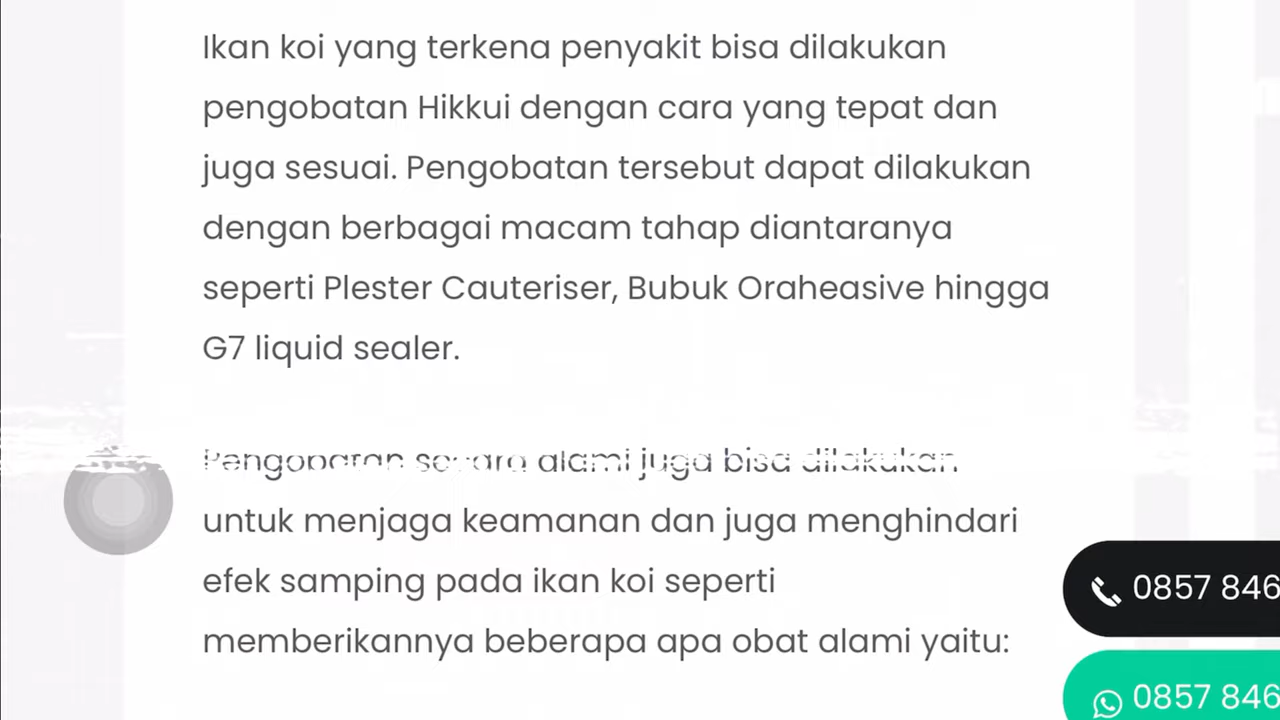 Ikan koi yang terkena penyakit bisa dilakukan
pengobatan Hikkui dengan cara yang tepat dan
juga sesuai. Pengobatan tersebut dapat dilakukan
dengan berbagai macam tahap diantaranya
seperti Plester Cauteriser, Bubuk Oraheasive hingga
G7 liquid sealer.
secara alami juga bisa dilakukan
untuk menjaga keamanan dan juga menghindari
efek samping pada ikan koi seperti
memberikannya beberapa apa obat alami yaitu:
0857 846
0857 846